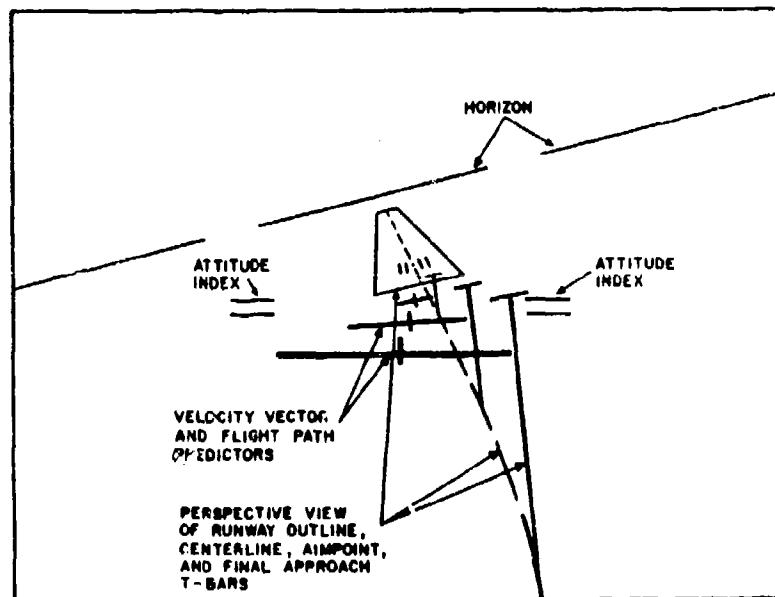 HORIZON
ATTITUDE
INDEX
ATTITUDE
INDEX
VELOCITY VECTOR
AND FLIGHT PATH
PREDICTORS
PERSPECTIVE VIEW
OF RUNWAY OUTLINE,
CENTERLINE, AIMPOINT,
AND FINAL APPROACH
T-BARS